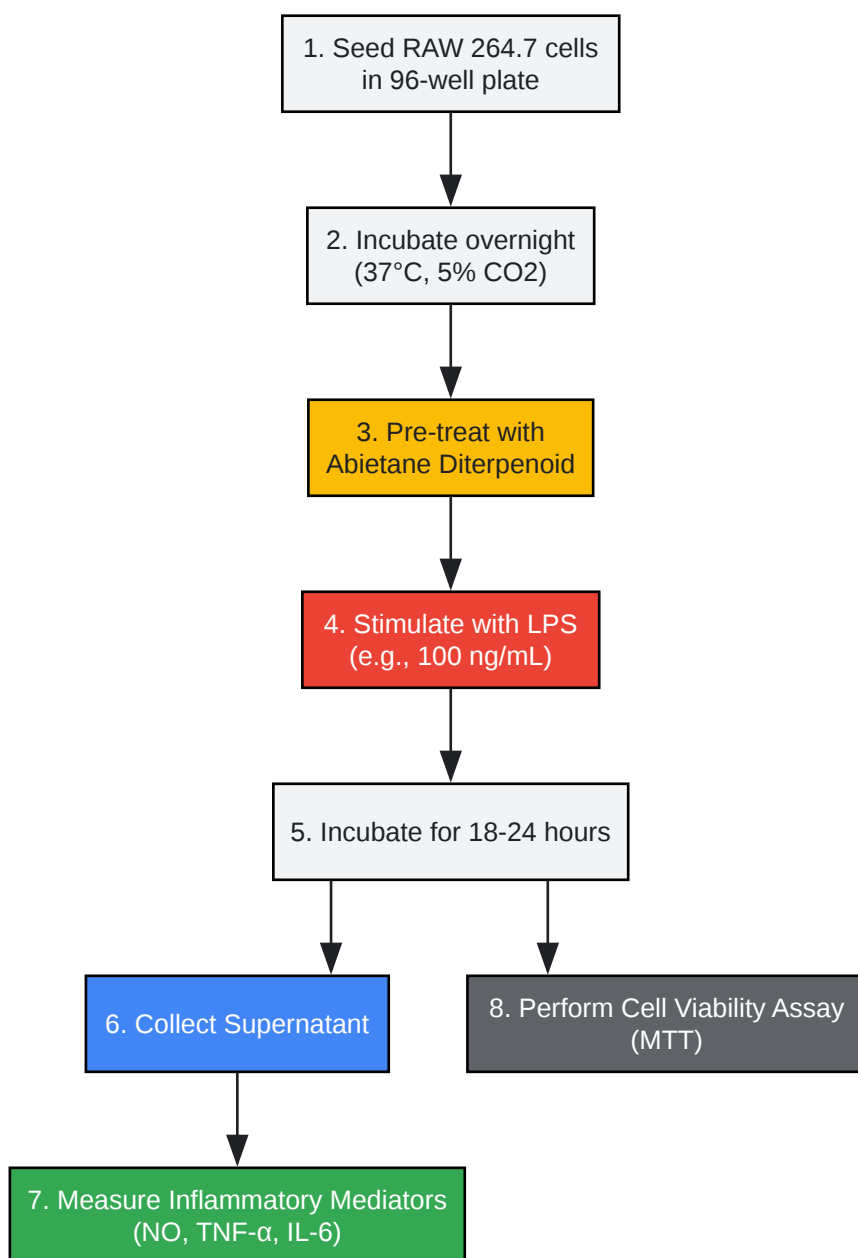 1. Seed RAW 264.7 cells
in 96-well plate
2. Incubate overnight
(37°C, 5% CO2)
3. Pre-treat with
Abietane Diterpenoid
4. Stimulate with LPS
(e.g., 100 ng/mL)
5. Incubate for 18-24 hours
6. Collect Supernatant
8. Perform Cell Viability Assay
(MTT)
7. Measure Inflammatory Mediators
(NO, TNF-α, IL-6)